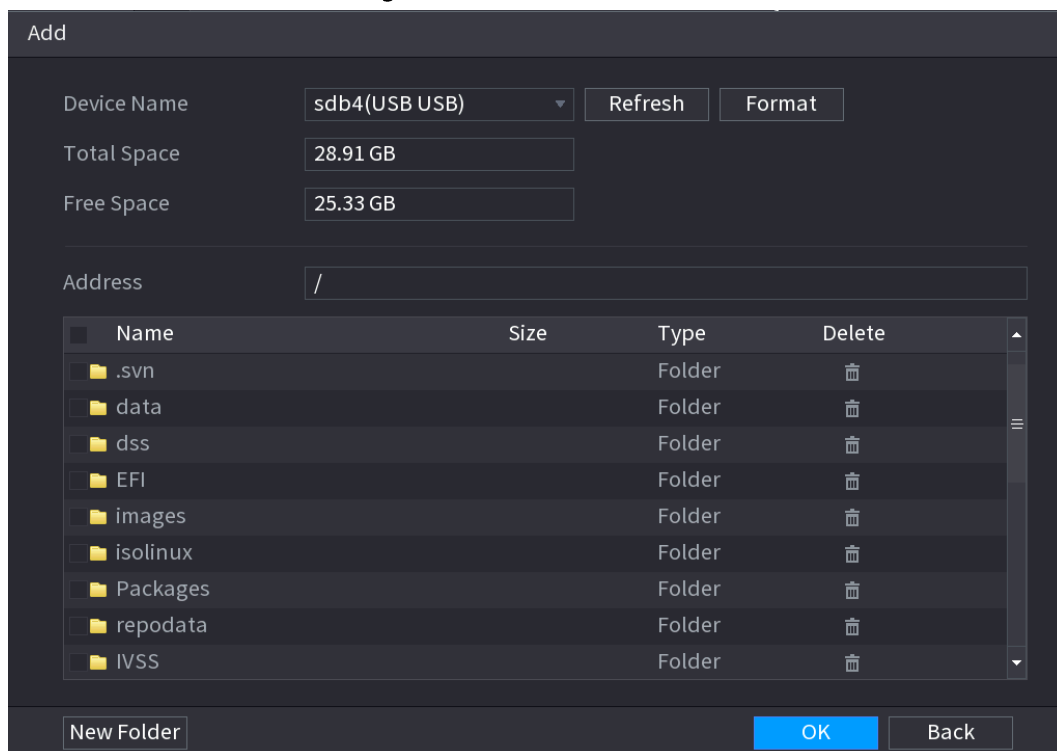 Add
Device Name sdb4(USB USB) Refresh Format
Total Space 28.91 GB
Free Space 25.33 GB
Address /
Name Size Type Delete
.svn Folder
data Folder
dss Folder
EFI Folder
images Folder
isolinux Folder
Packages Folder
repodata Folder
IVSS Folder
New Folder OK Back